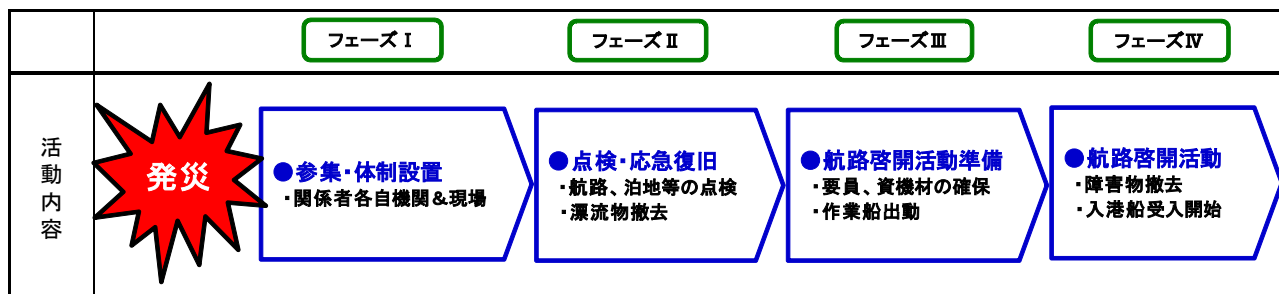 フェーズⅠ
フェーズⅡ
フェーズⅢ
フェーズⅣ
活動内容
発災
●参集・体制設置
・関係者各自機関＆現場
●点検・応急復旧
・航路、泊地等の点検
・漂流物撤去
●航路啓開活動準備
・要員、資機材の確保
・作業船出動
●航路啓開活動
・障害物撤去
・入港船受入開始